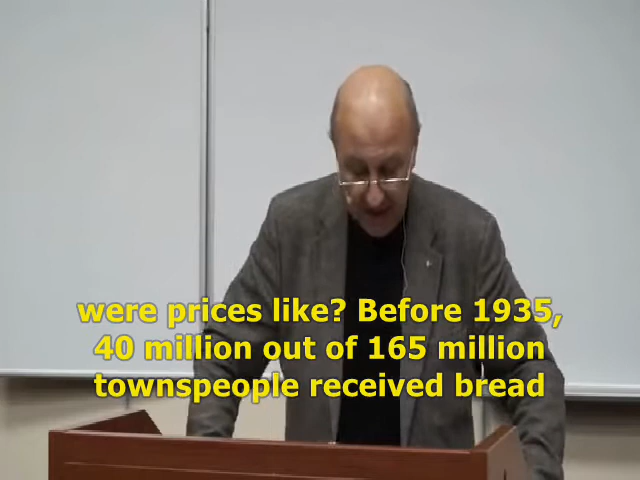 were prices like? Before 1935,
40 million out of 165 million
townspeople received bread